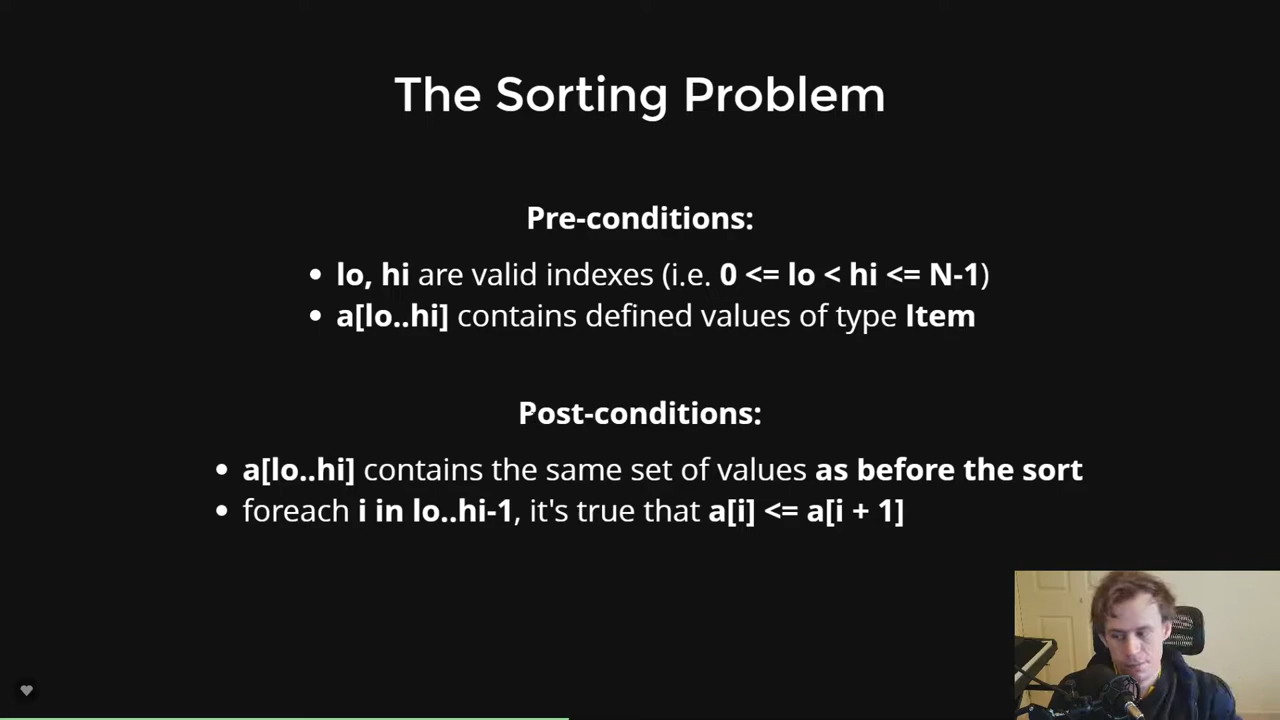 The Sorting Problem
Pre-conditions:
lo, hi are valid indexes (i.e. 0 <= lo < hi <= N-1)
a[lo..hi] contains defined values of type Item
Post-conditions:
a[lo..hi] contains the same set of values as before the sort
foreach i in lo..hi-1, it's true that a[i] <= a[i + 1]